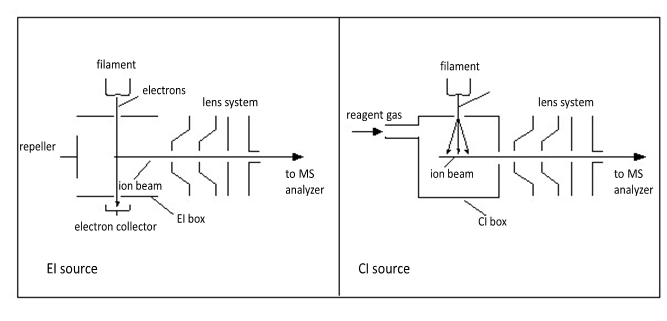 filament
electrons
lens system
repeller
ion beam
to MS
analyzer
EI box
electron collector
EI source
filament
reagent gas
lens system
ion beam
to MS
analyzer
CI box
CI source